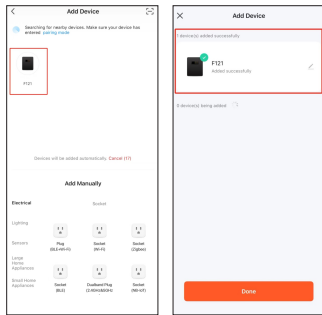 Add Device
Searching for nearby devices. Make sure your device has
entered pairing mode
F121
Devices will be added automatically. Cancel (17)
Add Manually
Electrical
Socket
Lighting
Sensors
Large
Home
Appliances
Small Home
Appliances
Plug
(BLE+Wi-Fi)
Socket
(Wi-Fi)
Socket
(Zigbee)
Socket
(BLE)
Dualband Plug
(2.4GHz&5GHz)
Socket
(NB-IoT)
Add Device
1 device(s) added successfully
F121
Added successfully
0 device(s) being added
Done